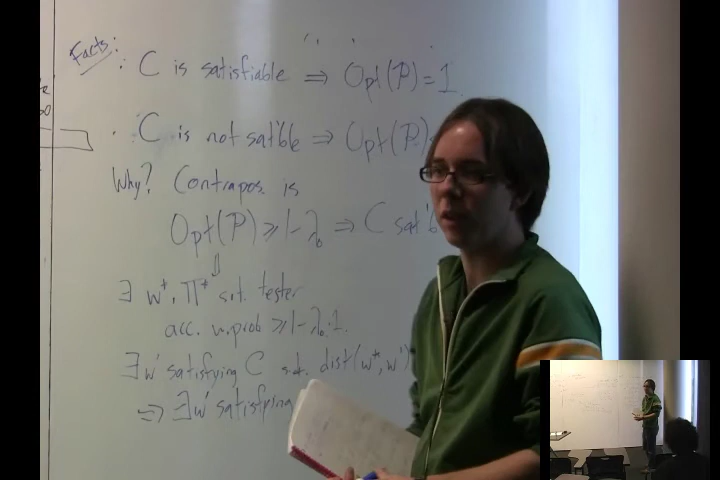 Facts:
· C is satisfiable ⇒ Opt(P) = 1.
· C is not sat'ble ⇒ Opt(P)
Why? Contrapos. is
Opt(P) ≥ 1-λ₀ ⇒ C sat'b
⇓
∃ w*, Π* s.t. tester
acc. w.prob ≥ 1-λ₀·1.
∃ w' satisfying C s.t. dist(w*, w')
⇒ ∃ w' satisfying